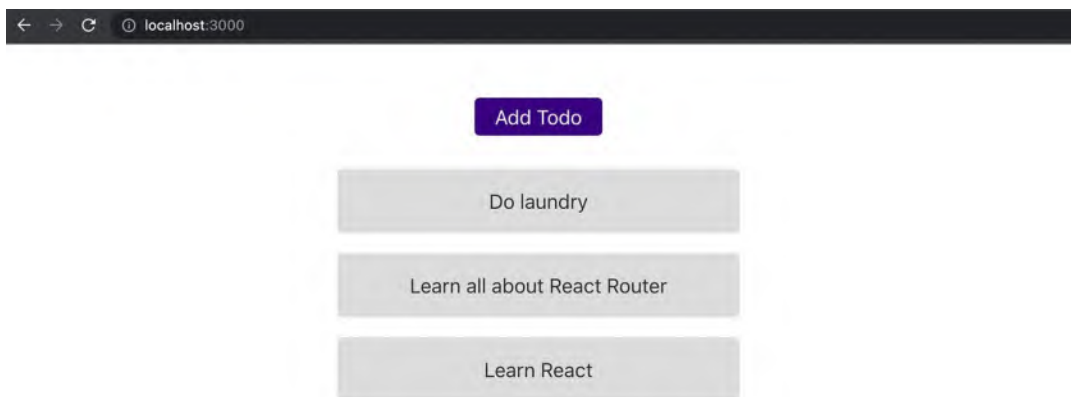 localhost:3000
Add Todo
Do laundry
Learn all about React Router
Learn React